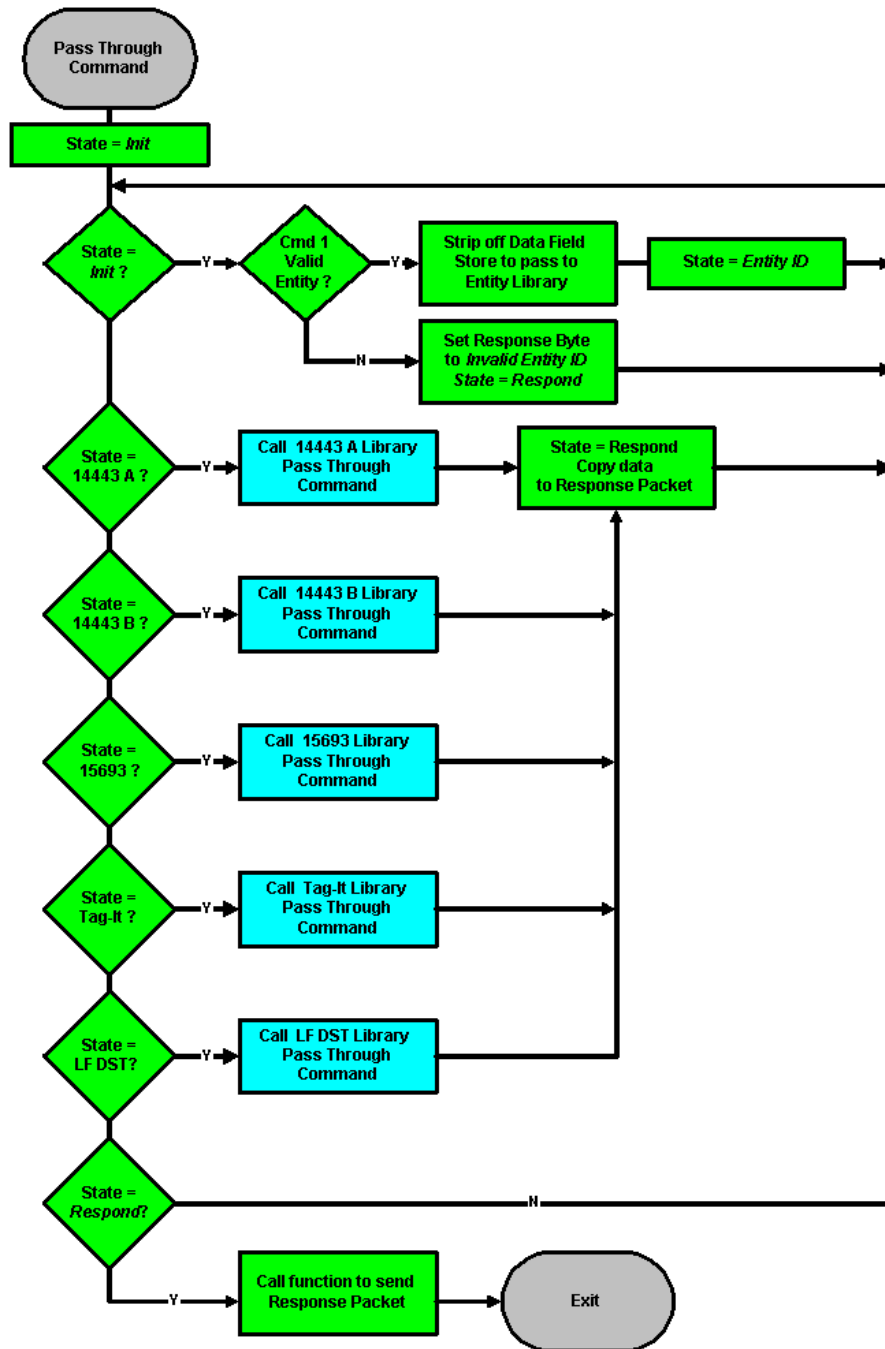 Pass Through
Command
State = Init
State =
Init ?
Y
Cmd 1
Valid
Entity ?
Y
Strip off Data Field
Store to pass to
Entity Library
State = Entity ID
N
Set Response Byte
to Invalid Entity ID
State = Respond
State =
14443 A ?
Y
Call 14443 A Library
Pass Through
Command
State = Respond
Copy data
to Response Packet
State =
14443 B ?
Y
Call 14443 B Library
Pass Through
Command
State =
15693 ?
Y
Call 15693 Library
Pass Through
Command
State =
Tag-It ?
Y
Call Tag-It Library
Pass Through
Command
State =
LF DST?
Y
Call LF DST Library
Pass Through
Command
State =
Respond?
N
Y
Call function to send
Response Packet
Exit